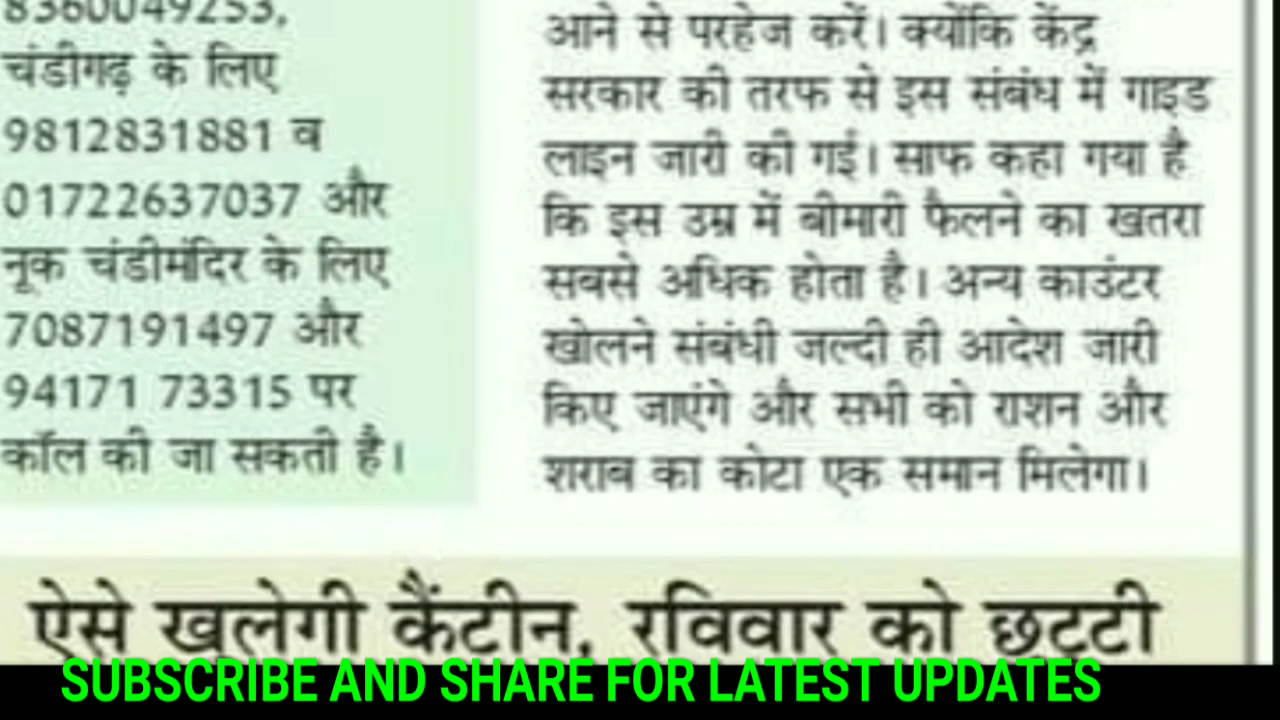 8360049253,
चंडीगढ़ के लिए
9812831881 व
01722637037 और
नूक चंडीमंदिर के लिए
7087191497 और
94171 73315 पर
कॉल की जा सकती है।
आने से परहेज करें। क्योंकि केंद्र
सरकार की तरफ से इस संबंध में गाइड
लाइन जारी की गई। साफ कहा गया है
कि इस उम्र में बीमारी फैलने का खतरा
सबसे अधिक होता है। अन्य काउंटर
खोलने संबंधी जल्दी ही आदेश जारी
किए जाएंगे और सभी को राशन और
शराब का कोटा एक समान मिलेगा।
ऐसे खुलेगी कैंटीन, रविवार को छुट्टी
SUBSCRIBE AND SHARE FOR LATEST UPDATES